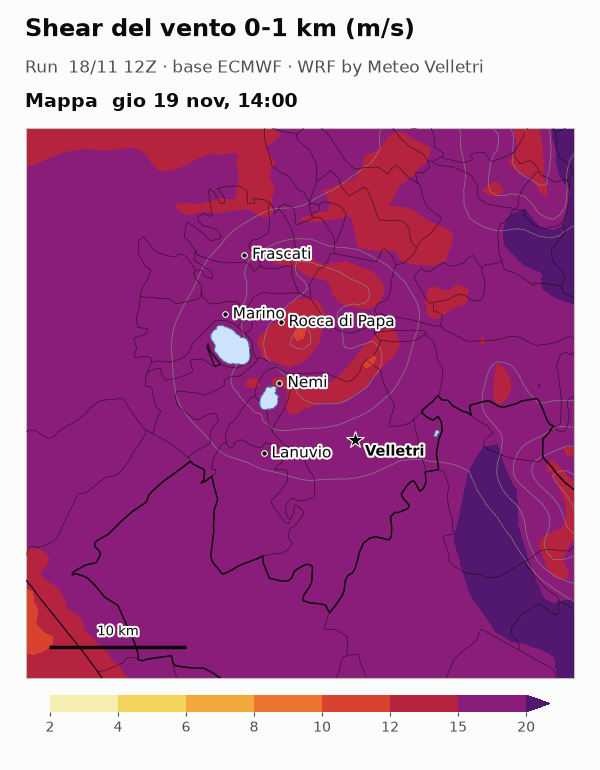 Shear del vento 0-1 km (m/s)
Run  18/11 12Z · base ECMWF · WRF by Meteo Velletri
Mappa  gio 19 nov, 14:00
Frascati
Marino
Rocca di Papa
Nemi
Velletri
Lanuvio
10 km
2 4 6 8 10 12 15 20